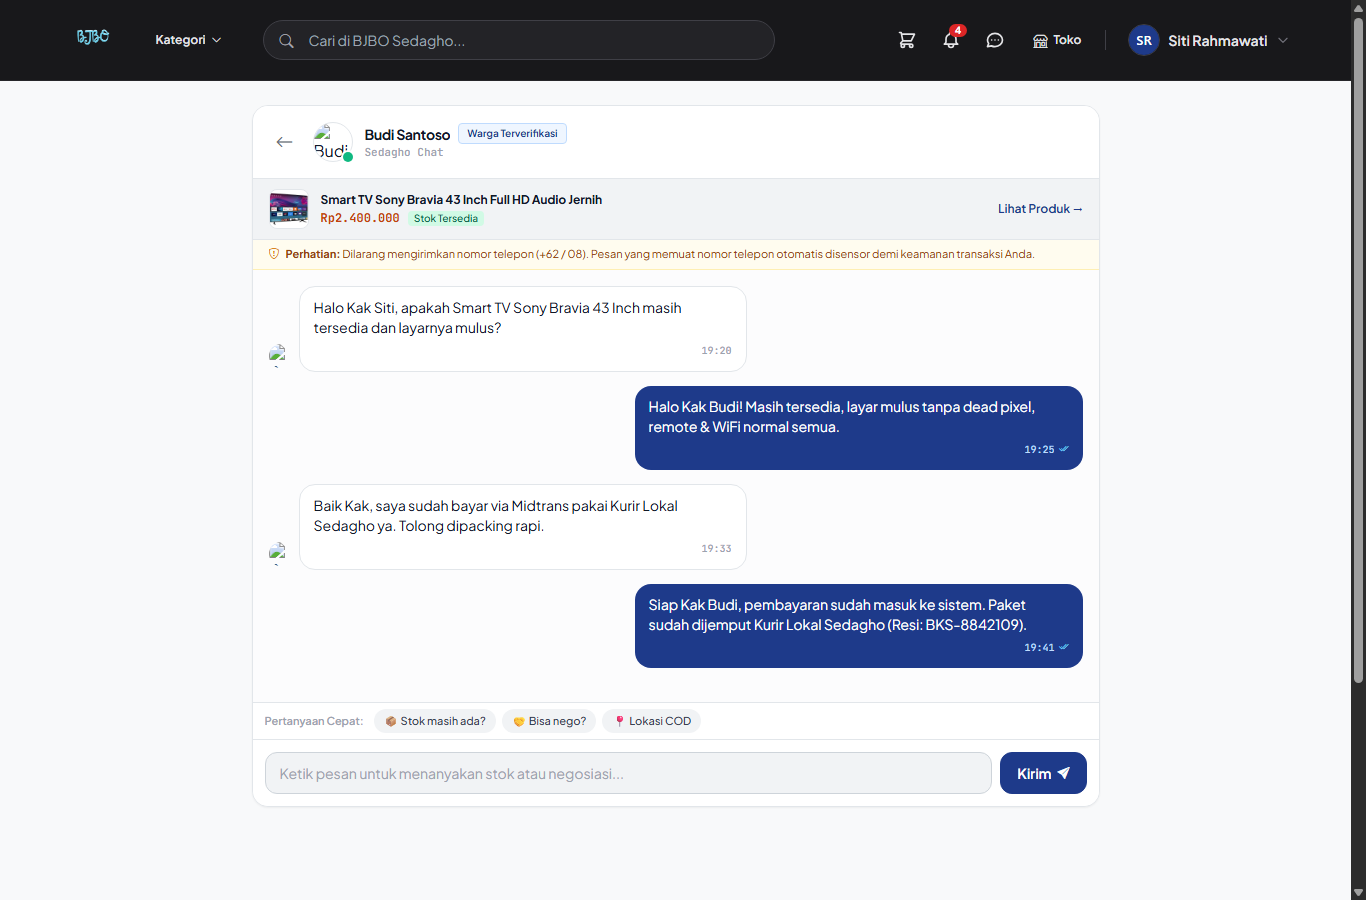 BJBO
Kategori
Cari di BJBO Sedagho...
4
Toko
SR
Siti Rahmawati
Budi
Budi Santoso
Warga Terverifikasi
Sedagho Chat
Smart TV Sony Bravia 43 Inch Full HD Audio Jernih
Rp2.400.000
Stok Tersedia
Lihat Produk →
Perhatian: Dilarang mengirimkan nomor telepon (+62 / 08). Pesan yang memuat nomor telepon otomatis disensor demi keamanan transaksi Anda.
Halo Kak Siti, apakah Smart TV Sony Bravia 43 Inch masih
tersedia dan layarnya mulus?
19:20
Halo Kak Budi! Masih tersedia, layar mulus tanpa dead pixel,
remote & WiFi normal semua.
19:25
Baik Kak, saya sudah bayar via Midtrans pakai Kurir Lokal
Sedagho ya. Tolong dipacking rapi.
19:33
Siap Kak Budi, pembayaran sudah masuk ke sistem. Paket
sudah dijemput Kurir Lokal Sedagho (Resi: BKS-8842109).
19:41
Pertanyaan Cepat:
📦 Stok masih ada?
🤝 Bisa nego?
📍 Lokasi COD
Ketik pesan untuk menanyakan stok atau negosiasi...
Kirim